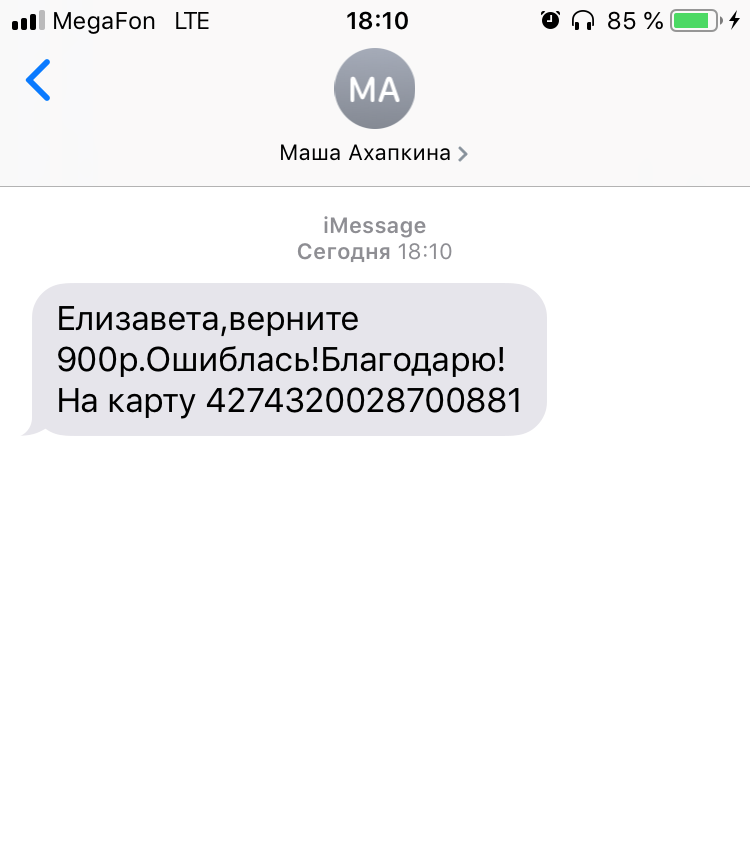 MegaFon LTE 18:10 85 %
МА
Маша Ахапкина
iMessage
Сегодня 18:10
Елизавета,верните
900р.Ошиблась!Благодарю!
На карту 4274320028700881